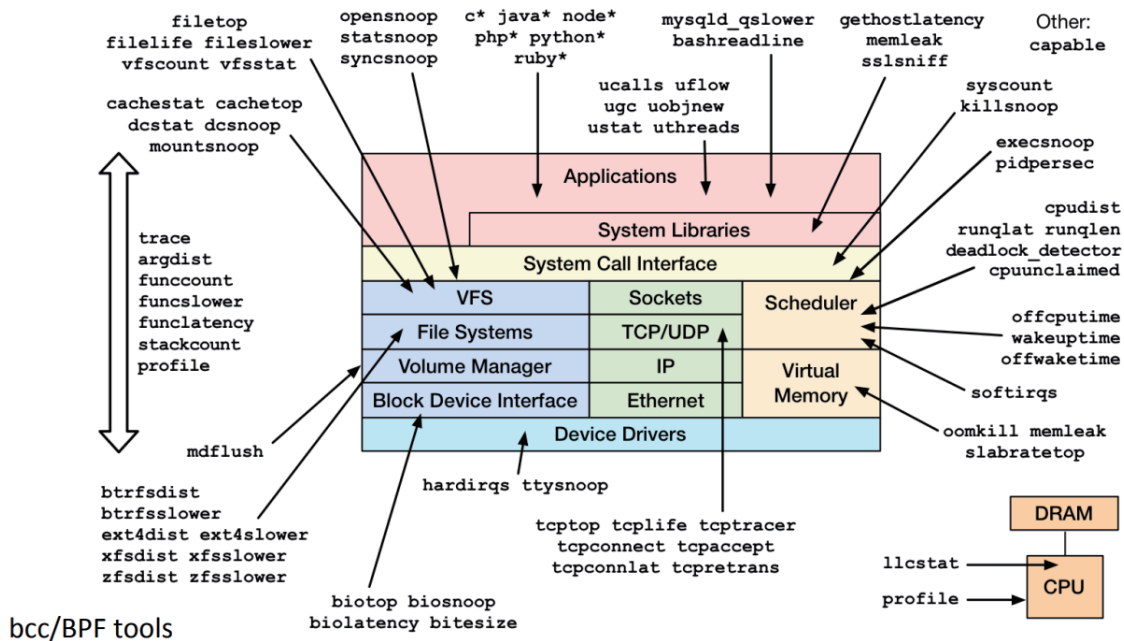 filetop
filelife fileslower
vfscount vfsstat
opensnoop
statsnoop
syncsnoop
c* java* node*
php* python*
ruby*
mysqld_qslower
bashreadline
gethostlatency
memleak
sslsniff
Other:
capable
ucalls uflow
ugc uobjnew
ustat uthreads
syscount
killsnoop
cachestat cachetop
dcstat dcsnoop
mountsnoop
execsnoop
pidpersec
Applications
System Libraries
System Call Interface
VFS
Sockets
Scheduler
File Systems
TCP/UDP
Volume Manager
IP
Virtual
Memory
Block Device Interface
Ethernet
Device Drivers
cpudist
runqlat runqlen
deadlock_detector
cpuunclaimed
offcputime
wakeuptime
offwaketime
softirqs
trace
argdist
funccount
funcslower
funclatency
stackcount
profile
mdflush
oomkill memleak
slabratetop
hardirqs ttysnoop
btrfsdist
btrfsslower
ext4dist ext4slower
xfsdist xfsslower
zfsdist zfsslower
tcptop tcplife tcptracer
tcpconnect tcpaccept
tcpconnlat tcpretrans
biotop biosnoop
biolatency bitesize
DRAM
llcstat
CPU
profile
bcc/BPF tools